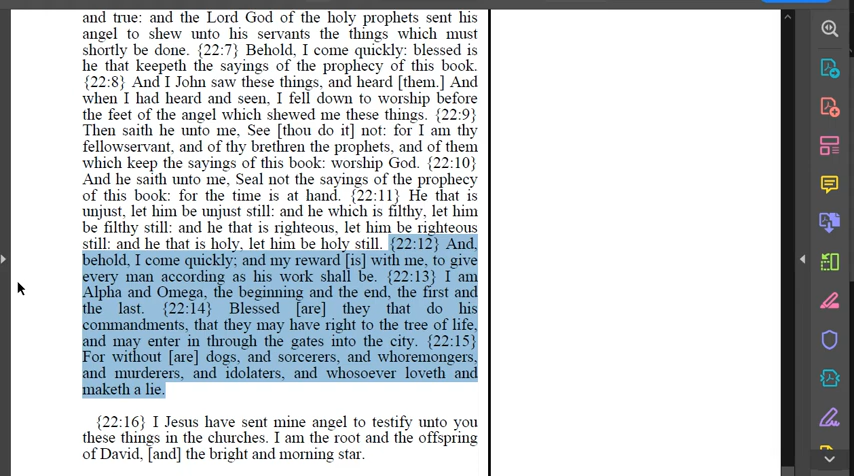 and true: and the Lord God of the holy prophets sent his
angel to shew unto his servants the things which must
shortly be done. {22:7} Behold, I come quickly: blessed is
he that keepeth the sayings of the prophecy of this book.
{22:8} And I John saw these things, and heard [them.] And
when I had heard and seen, I fell down to worship before
the feet of the angel which shewed me these things. {22:9}
Then saith he unto me, See [thou do it] not: for I am thy
fellowservant, and of thy brethren the prophets, and of them
which keep the sayings of this book: worship God. {22:10}
And he saith unto me, Seal not the sayings of the prophecy
of this book: for the time is at hand. {22:11} He that is
unjust, let him be unjust still: and he which is filthy, let him
be filthy still: and he that is righteous, let him be righteous
still: and he that is holy, let him be holy still. {22:12} And,
behold, I come quickly; and my reward [is] with me, to give
every man according as his work shall be. {22:13} I am
Alpha and Omega, the beginning and the end, the first and
the last. {22:14} Blessed [are] they that do his
commandments, that they may have right to the tree of life,
and may enter in through the gates into the city. {22:15}
For without [are] dogs, and sorcerers, and whoremongers,
and murderers, and idolaters, and whosoever loveth and
maketh a lie.
{22:16} I Jesus have sent mine angel to testify unto you
these things in the churches. I am the root and the offspring
of David, [and] the bright and morning star.